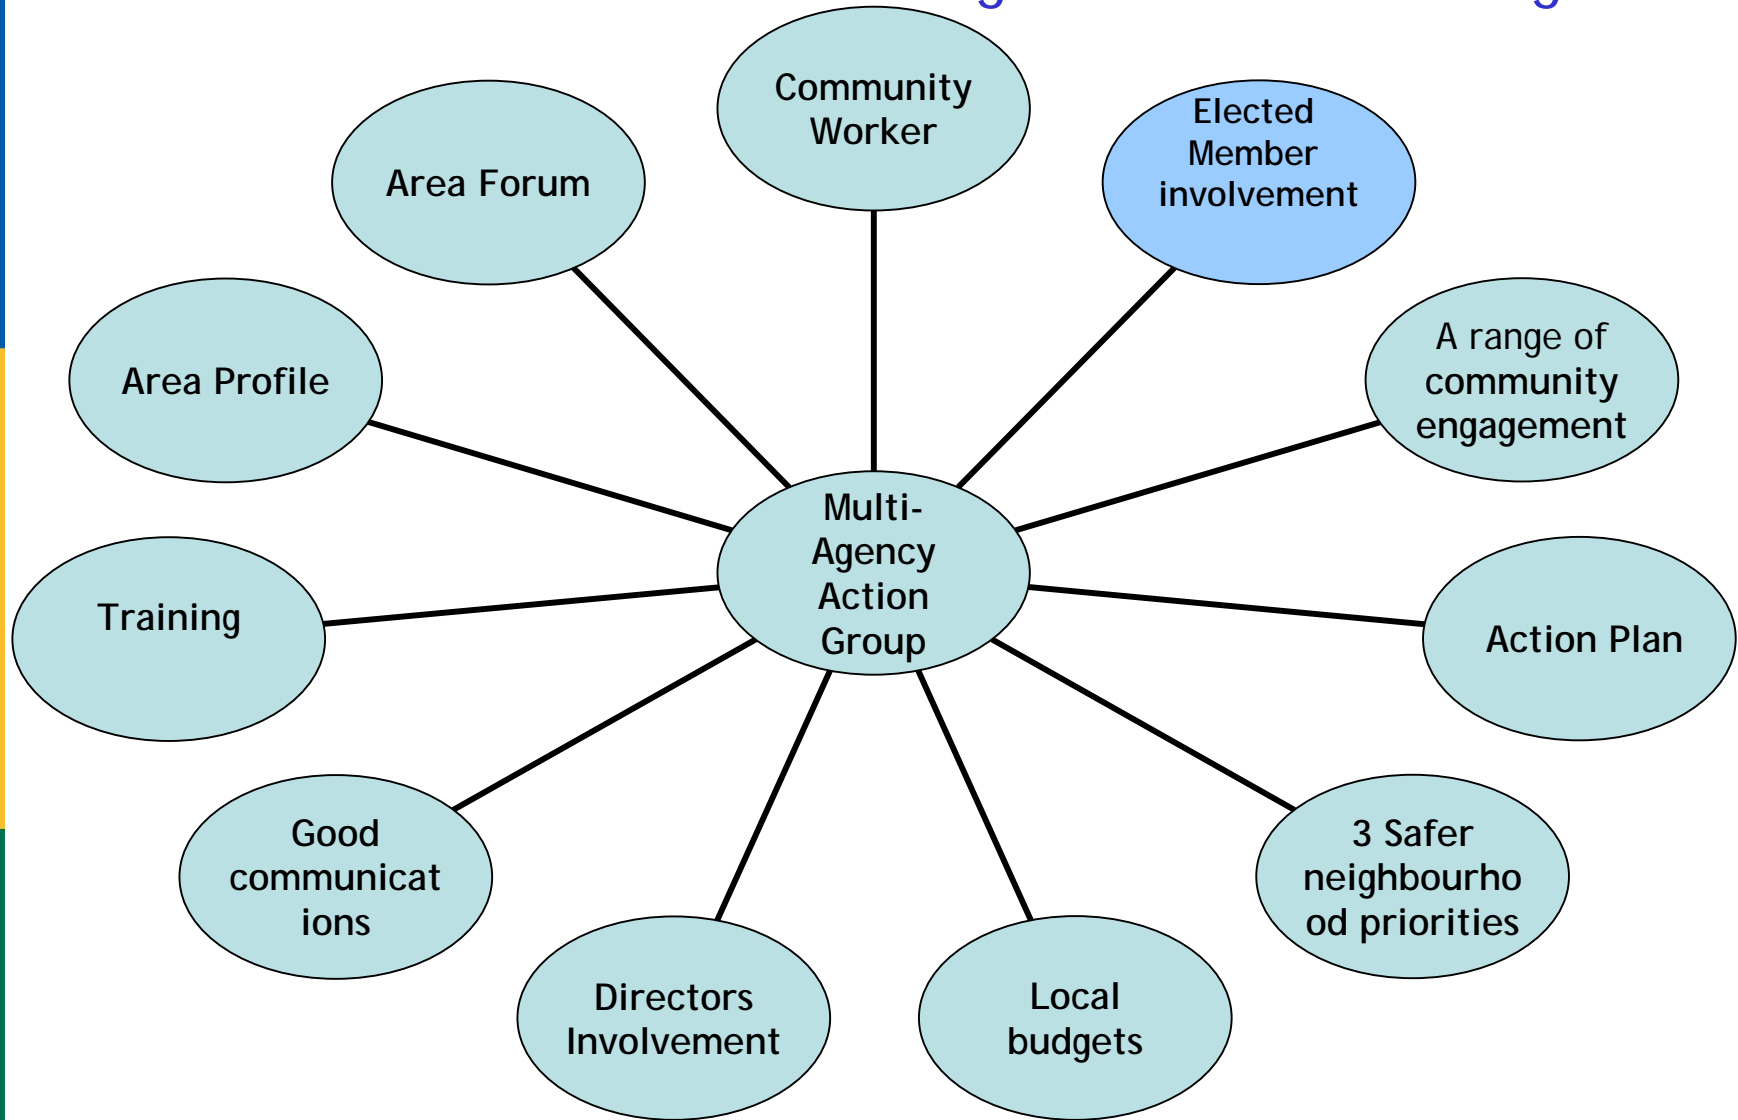 Community
Worker
Elected
Member
involvement
Area Forum
A range of
community
engagement
Area Profile
Multi-
Agency
Action
Group
Training
Action Plan
Good
communicat
ions
3 Safer
neighbourho
od priorities
Directors
Involvement
Local
budgets